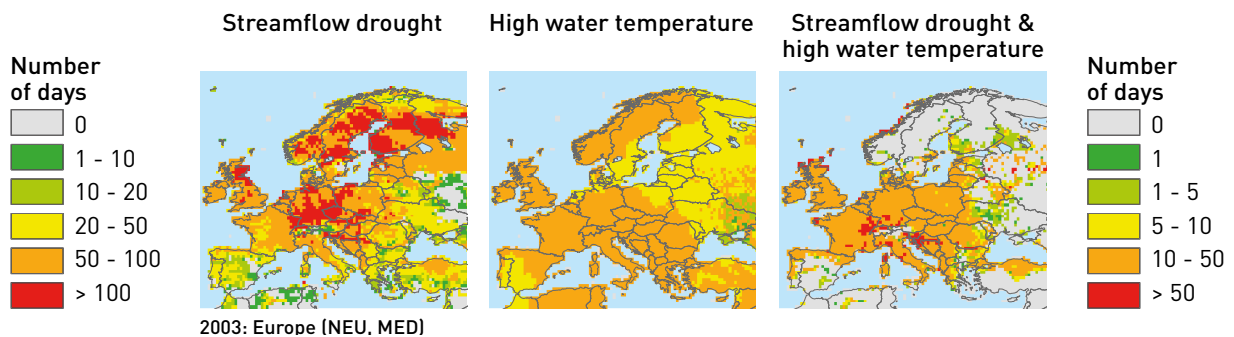 Streamflow drought
High water temperature
Streamflow drought &
high water temperature
Number
of days
0
1 - 10
10 - 20
20 - 50
50 - 100
> 100
Number
of days
0
1
1 - 5
5 - 10
10 - 50
> 50
2003: Europe (NEU, MED)